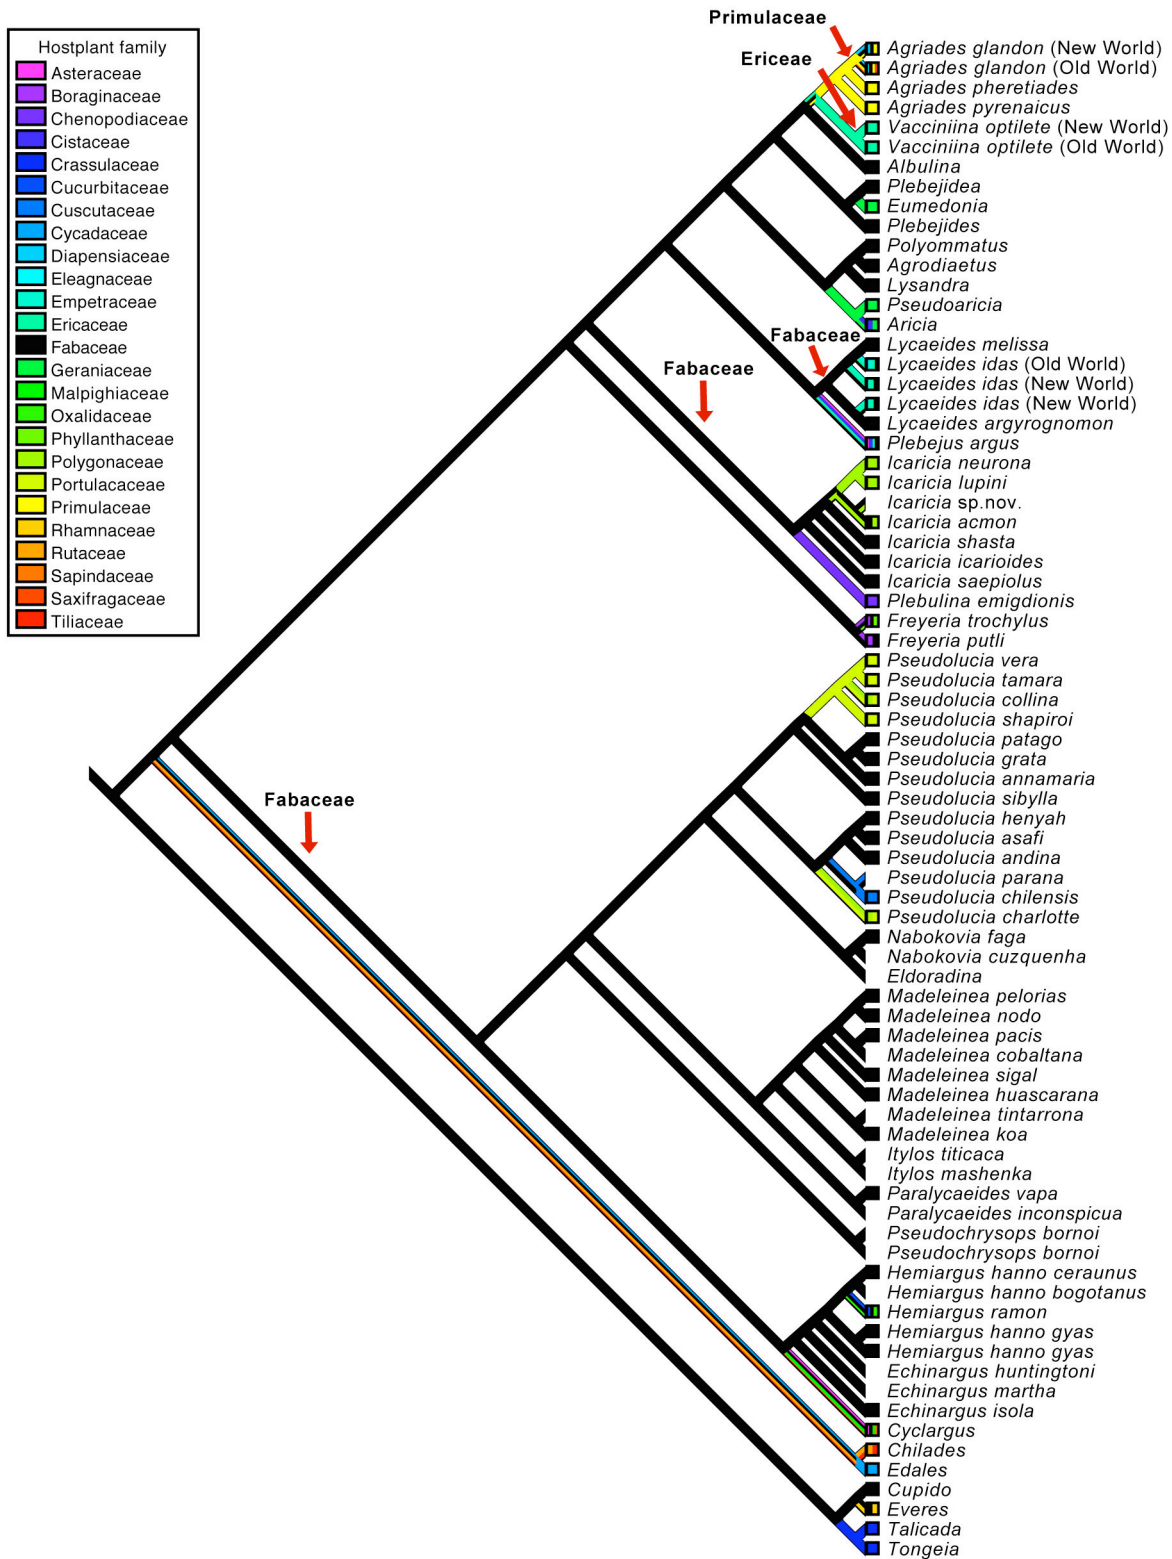 Hostplant family
Asteraceae
Boraginaceae
Chenopodiaceae
Cistaceae
Crassulaceae
Cucurbitaceae
Cuscutaceae
Cycadaceae
Diapensiaceae
Eleagnaceae
Empetraceae
Ericaceae
Fabaceae
Geraniaceae
Malpighiaceae
Oxalidaceae
Phyllanthaceae
Polygonaceae
Portulacaceae
Primulaceae
Rhamnaceae
Rutaceae
Sapindaceae
Saxifragaceae
Tiliaceae
Primulaceae
Ericeae
Fabaceae
Fabaceae
Fabaceae
Agriades glandon (New World)
Agriades glandon (Old World)
Agriades pheretiades
Agriades pyrenaicus
Vacciniina optilete (New World)
Vacciniina optilete (Old World)
Albulina
Plebejidea
Eumedonia
Plebejides
Polyommatus
Agrodiaetus
Lysandra
Pseudoaricia
Aricia
Lycaeides melissa
Lycaeides idas (Old World)
Lycaeides idas (New World)
Lycaeides idas (New World)
Lycaeides argyrognomon
Plebejus argus
Icaricia neurona
Icaricia lupini
Icaricia sp.nov.
Icaricia acmon
Icaricia shasta
Icaricia icarioides
Icaricia saepiolus
Plebulina emigdionis
Freyeria trochylus
Freyeria putli
Pseudolucia vera
Pseudolucia tamara
Pseudolucia collina
Pseudolucia shapiroi
Pseudolucia patago
Pseudolucia grata
Pseudolucia annamaria
Pseudolucia sibylla
Pseudolucia henyah
Pseudolucia asafi
Pseudolucia andina
Pseudolucia parana
Pseudolucia chilensis
Pseudolucia charlotte
Nabokovia faga
Nabokovia cuzquenha
Eldoradina
Madeleinea pelorias
Madeleinea nodo
Madeleinea pacis
Madeleinea cobaltana
Madeleinea sigal
Madeleinea huascarana
Madeleinea tintarrona
Madeleinea koa
Itylos titicaca
Itylos mashenka
Paralycaeides vapa
Paralycaeides inconspicua
Pseudochrysops bornoi
Pseudochrysops bornoi
Hemiargus hanno ceraunus
Hemiargus hanno bogotanus
Hemiargus ramon
Hemiargus hanno gyas
Hemiargus hanno gyas
Echinargus huntingtoni
Echinargus martha
Echinargus isola
Cyclargus
Chilades
Edales
Cupido
Everes
Talicada
Tongeia